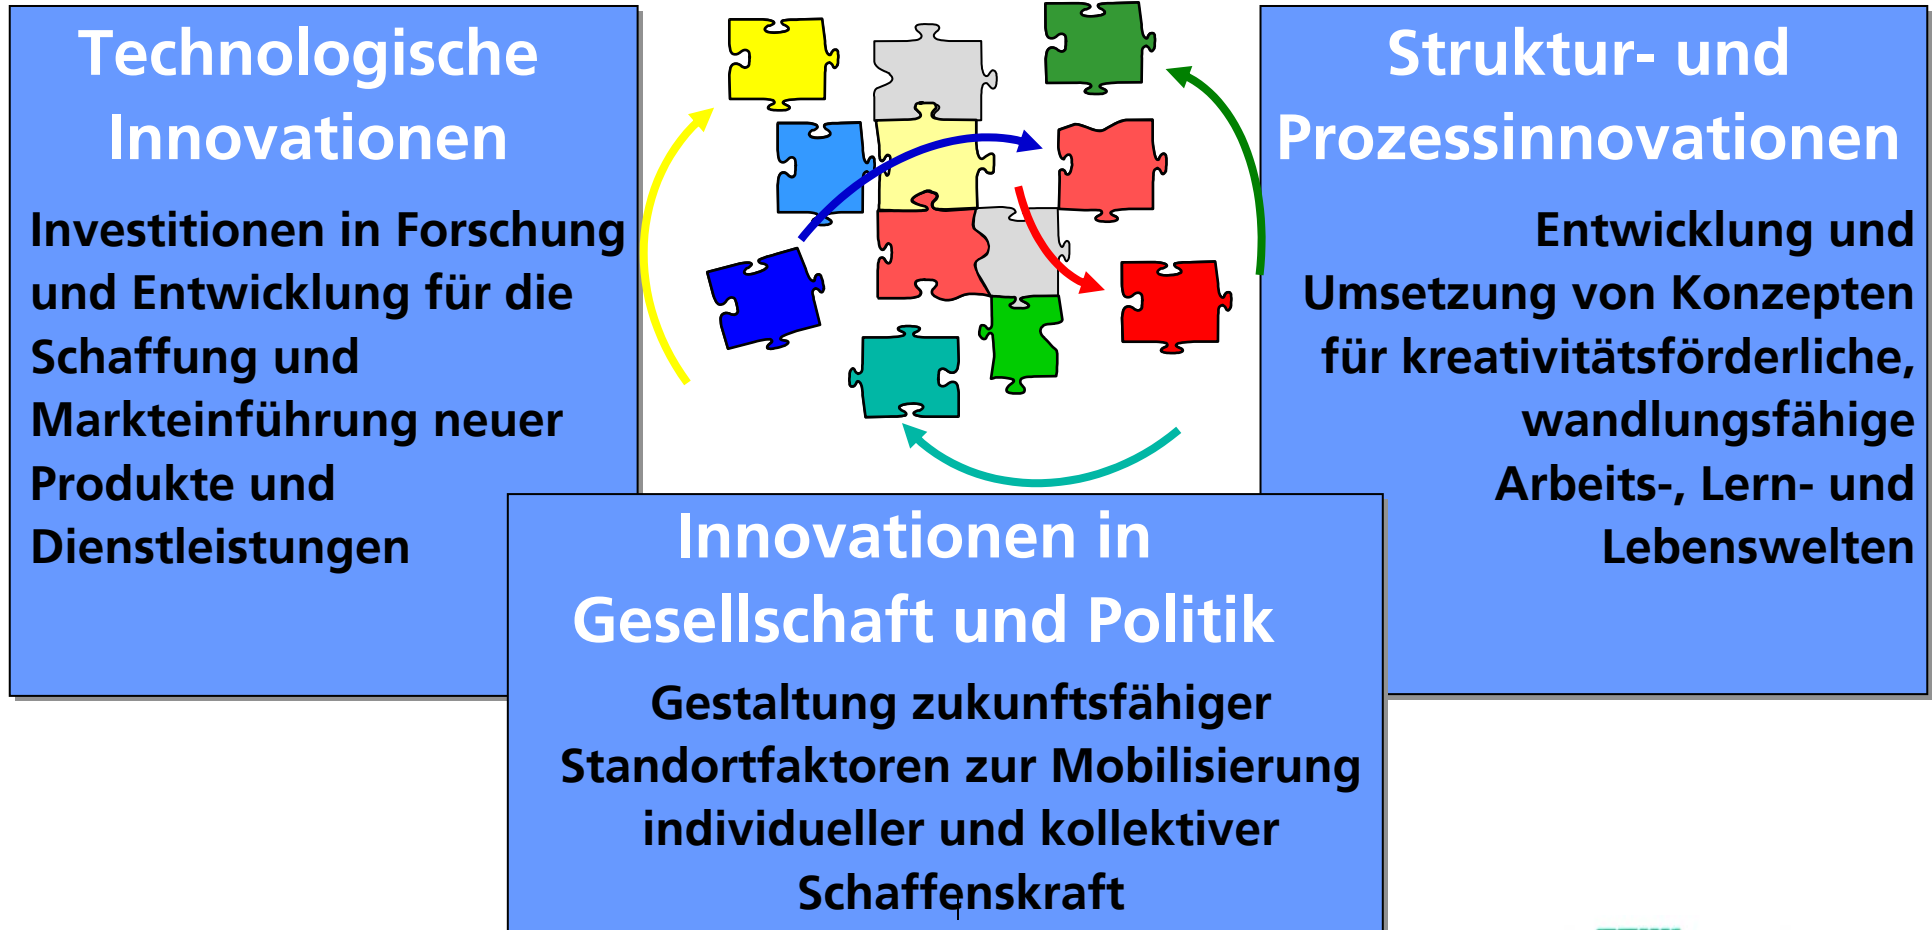 Technologische
Innovationen
Investitionen in Forschung
und Entwicklung für die
Schaffung und
Markteinführung neuer
Produkte und
Dienstleistungen
Struktur- und
Prozessinnovationen
Entwicklung und
Umsetzung von Konzepten
für kreativitätsförderliche,
wandlungsfähige
Arbeits-, Lern- und
Lebenswelten
Innovationen in
Gesellschaft und Politik
Gestaltung zukunftsfähiger
Standortfaktoren zur Mobilisierung
individueller und kollektiver
Schaffenskraft